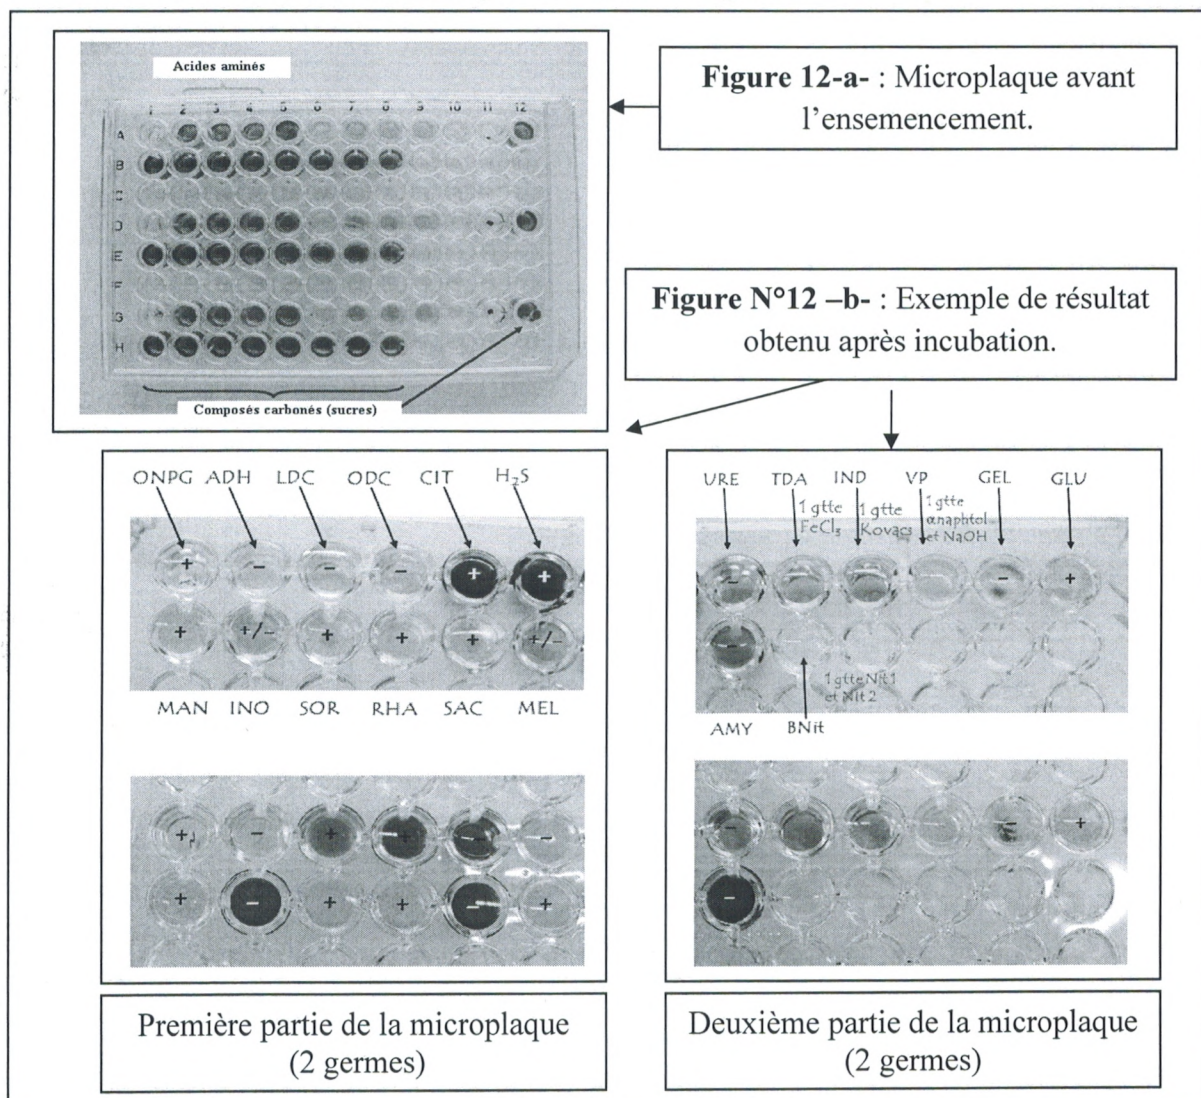 Acides aminés
1 2 3 4 5 6 7 8 9 10 11 12
A
B
C
D
E
F
G
H
Composés carbonés (sucres)
Figure 12-a- : Microplaque avant
l'ensemencement.
Figure N°12 –b- : Exemple de résultat
obtenu après incubation.
ONPG ADH LDC ODC CIT H₂S
+ - - - + +
+ +/- + + + +/-
MAN INO SOR RHA SAC MEL
+ - + + - -
+ - + + - +
Première partie de la microplaque
(2 germes)
URE TDA IND VP GEL GLU
1 gtte
FeCl₃
1 gtte
Kovacs
1 gtte
αnaphtol
et NaOH
- - +
-
1 gtte Nit 1
et Nit 2
AMY BNit
- - +
-
Deuxième partie de la microplaque
(2 germes)